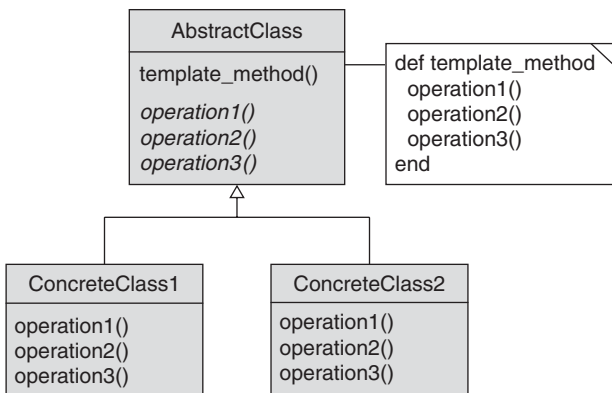 AbstractClass
template_method()
operation1()
operation2()
operation3()
def template_method
operation1()
operation2()
operation3()
end
ConcreteClass1
operation1()
operation2()
operation3()
ConcreteClass2
operation1()
operation2()
operation3()